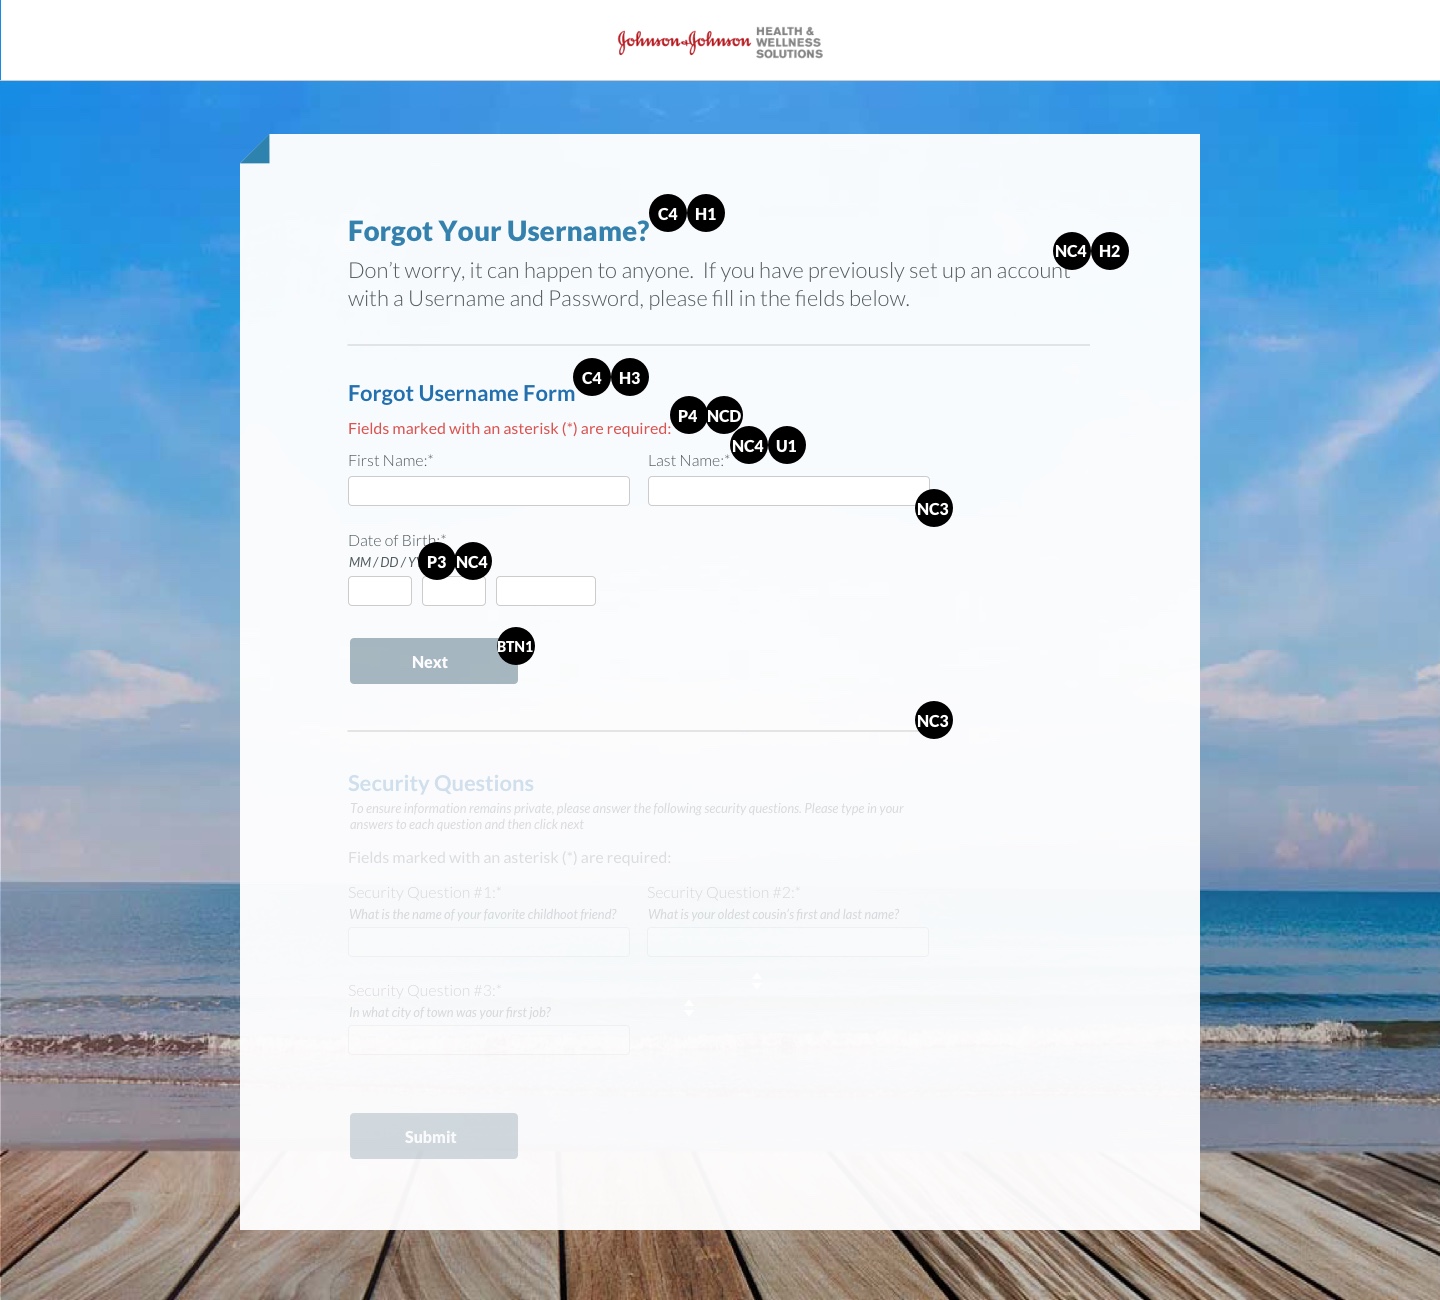 Johnson & Johnson HEALTH & WELLNESS SOLUTIONS
C4 H1
Forgot Your Username?
NC4 H2
Don't worry, it can happen to anyone. If you have previously set up an account
with a Username and Password, please fill in the fields below.
C4 H3
Forgot Username Form
P4 NCD
Fields marked with an asterisk (*) are required:
NC4 U1
First Name:* Last Name:*
NC3
Date of Birth:*
MM / DD / Y P3 NC4
BTN1
Next
NC3
Security Questions
To ensure information remains private, please answer the following security questions. Please type in your
answers to each question and then click next
Fields marked with an asterisk (*) are required:
Security Question #1:* Security Question #2:*
What is the name of your favorite childhoot friend? What is your oldest cousin's first and last name?
Security Question #3:*
In what city of town was your first job?
Submit